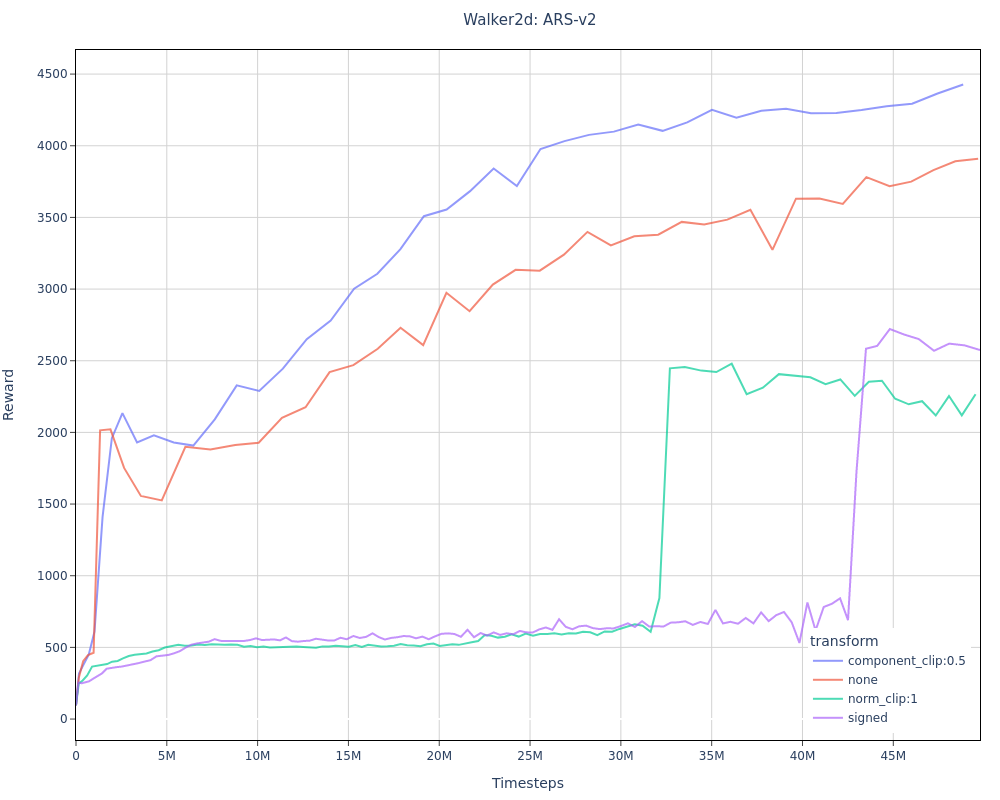 Walker2d: ARS-v2
Reward
4500
4000
3500
3000
2500
2000
1500
1000
500
0
0 5M 10M 15M 20M 25M 30M 35M 40M 45M
Timesteps
transform
component_clip:0.5
none
norm_clip:1
signed